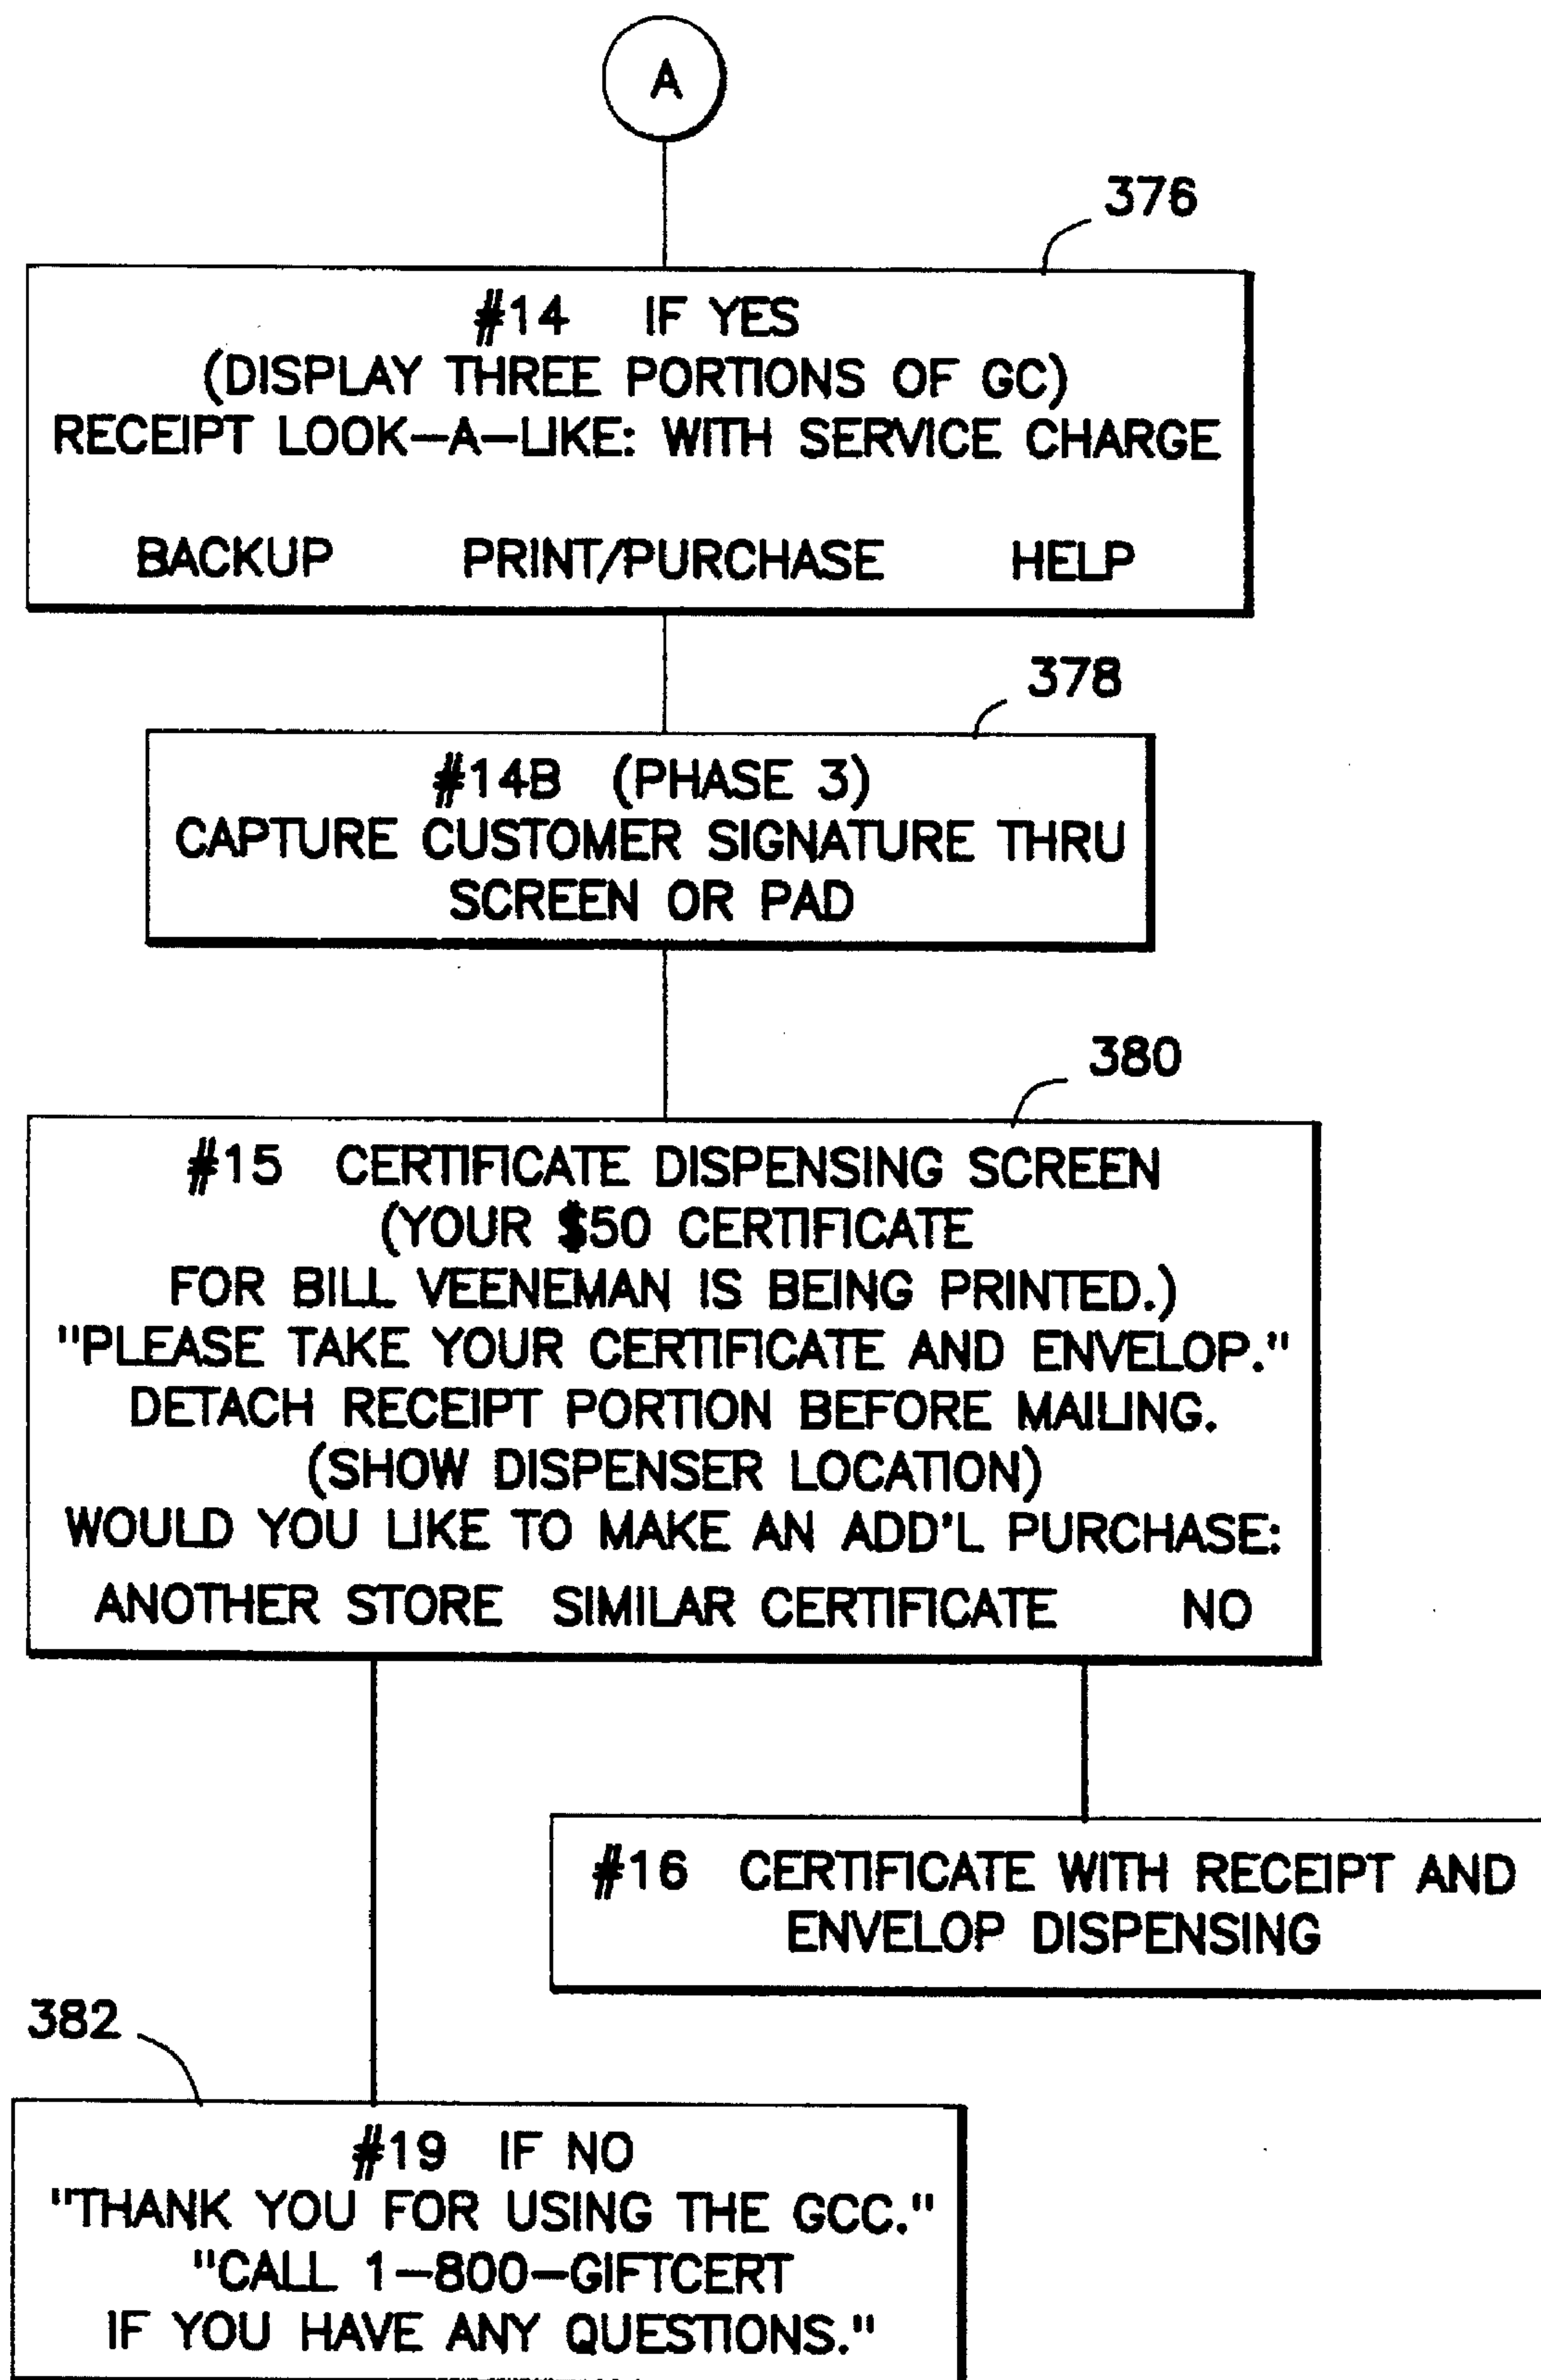 A
376
#14 IF YES
(DISPLAY THREE PORTIONS OF GC)
RECEIPT LOOK-A-LIKE: WITH SERVICE CHARGE
BACKUP PRINT/PURCHASE HELP
378
#14B (PHASE 3)
CAPTURE CUSTOMER SIGNATURE THRU
SCREEN OR PAD
380
#15 CERTIFICATE DISPENSING SCREEN
(YOUR $50 CERTIFICATE
FOR BILL VEENEMAN IS BEING PRINTED.)
"PLEASE TAKE YOUR CERTIFICATE AND ENVELOP."
DETACH RECEIPT PORTION BEFORE MAILING.
(SHOW DISPENSER LOCATION)
WOULD YOU LIKE TO MAKE AN ADD'L PURCHASE:
ANOTHER STORE SIMILAR CERTIFICATE NO
#16 CERTIFICATE WITH RECEIPT AND
ENVELOP DISPENSING
382
#19 IF NO
"THANK YOU FOR USING THE GCC."
"CALL 1-800-GIFTCERT
IF YOU HAVE ANY QUESTIONS."